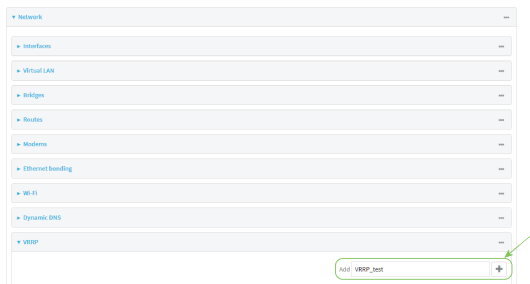 Network
Interfaces
Virtual LAN
Bridges
Routes
Modems
Ethernet bonding
Wi-Fi
Dynamic DNS
VRRP
Add VRRP_test